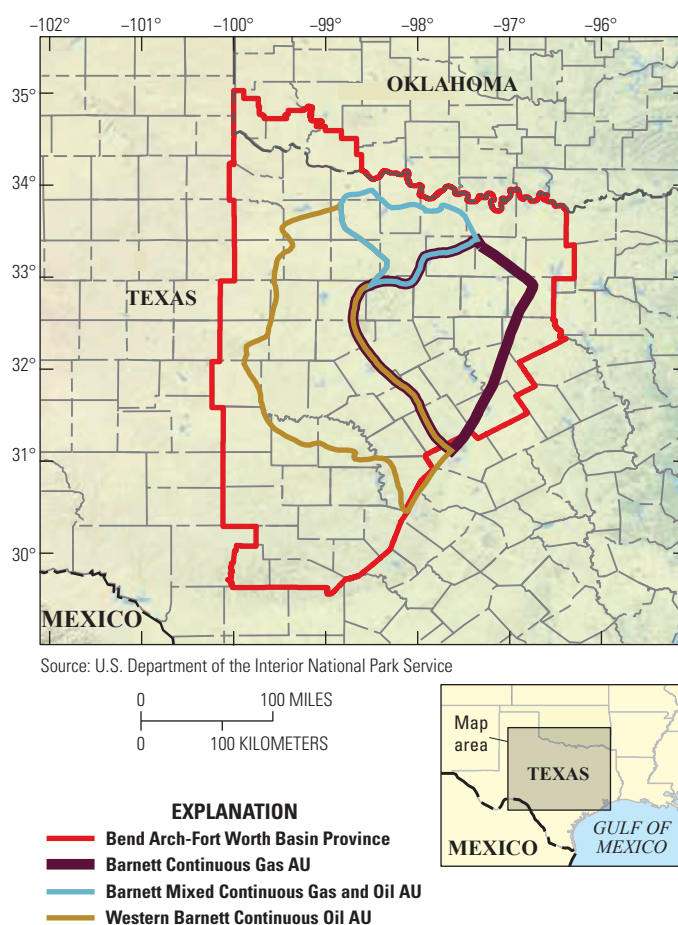 –102° –101° –100° –99° –98° –97° –96°
35°
OKLAHOMA
34°
33°
TEXAS
32°
31°
30°
MEXICO
Source: U.S. Department of the Interior National Park Service
0 100 MILES
0 100 KILOMETERS
Map
area
TEXAS
MEXICO
GULF OF
MEXICO
EXPLANATION
Bend Arch-Fort Worth Basin Province
Barnett Continuous Gas AU
Barnett Mixed Continuous Gas and Oil AU
Western Barnett Continuous Oil AU